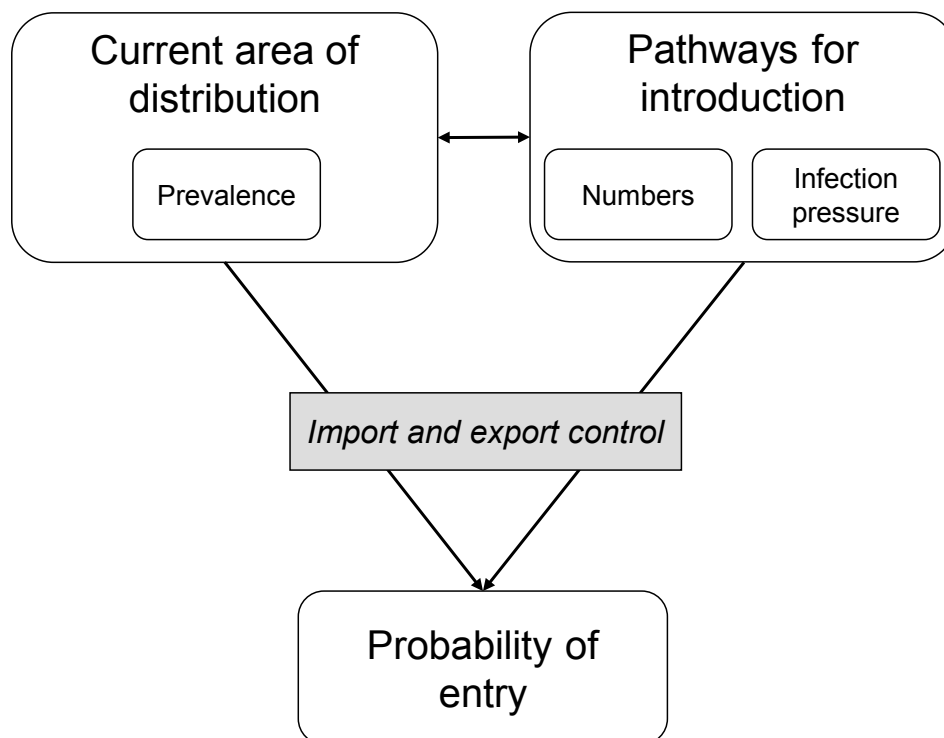 Current area of
distribution
Prevalence
Pathways for
introduction
Numbers
Infection
pressure
Import and export control
Probability of
entry